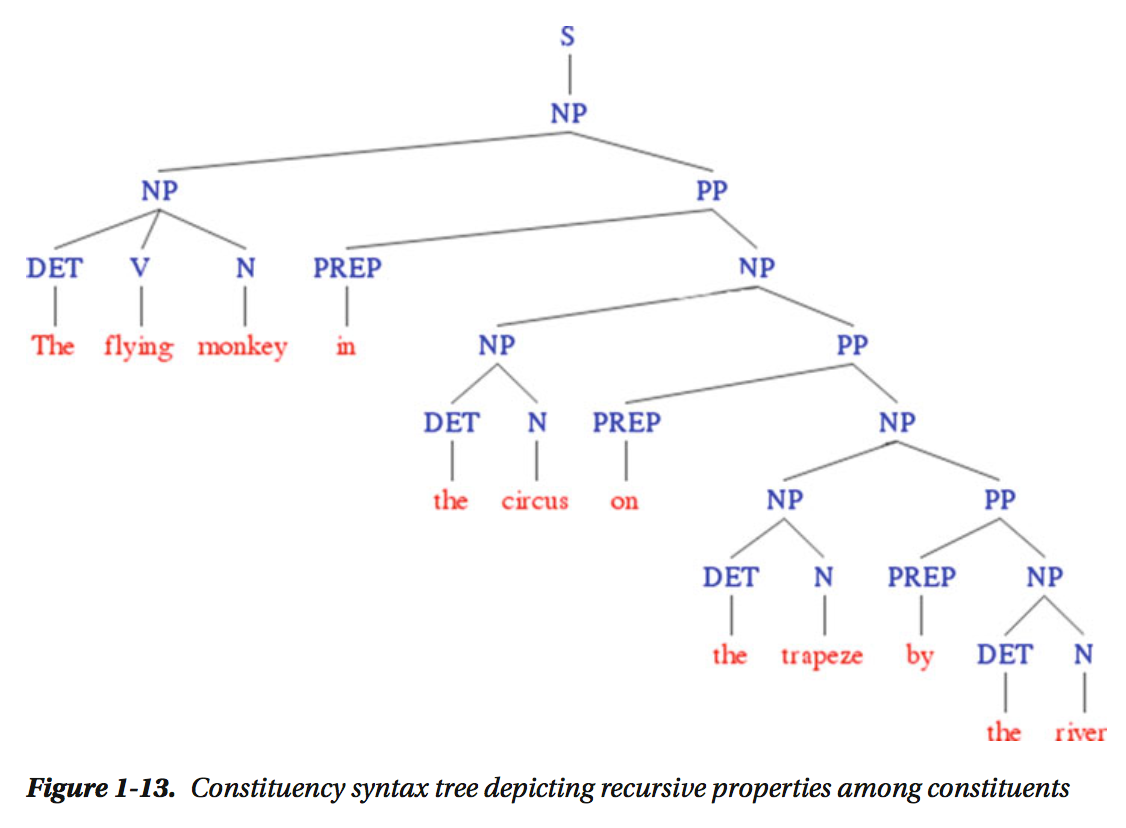 S
NP
NP PP
DET V N PREP NP
The flying monkey in NP PP
DET N PREP NP
the circus on NP PP
DET N PREP NP
the trapeze by DET N
the river
Figure 1-13. Constituency syntax tree depicting recursive properties among constituents